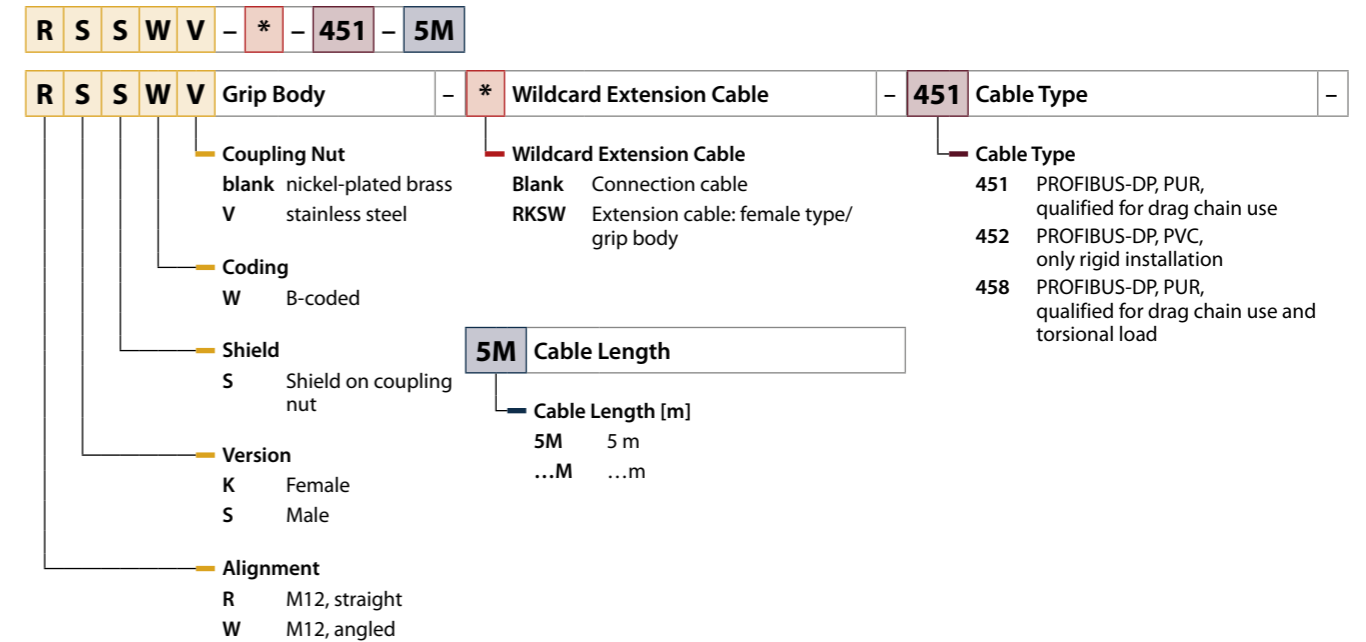 R S S W V – * – 451 – 5M
R S S W V Grip Body – * Wildcard Extension Cable – 451 Cable Type –
Coupling Nut
blank nickel-plated brass
V stainless steel
Coding
W B-coded
Shield
S Shield on coupling
nut
Version
K Female
S Male
Alignment
R M12, straight
W M12, angled
Wildcard Extension Cable
Blank Connection cable
RKSW Extension cable: female type/
grip body
5M Cable Length
Cable Length [m]
5M 5 m
…M …m
Cable Type
451 PROFIBUS-DP, PUR,
qualified for drag chain use
452 PROFIBUS-DP, PVC,
only rigid installation
458 PROFIBUS-DP, PUR,
qualified for drag chain use and
torsional load